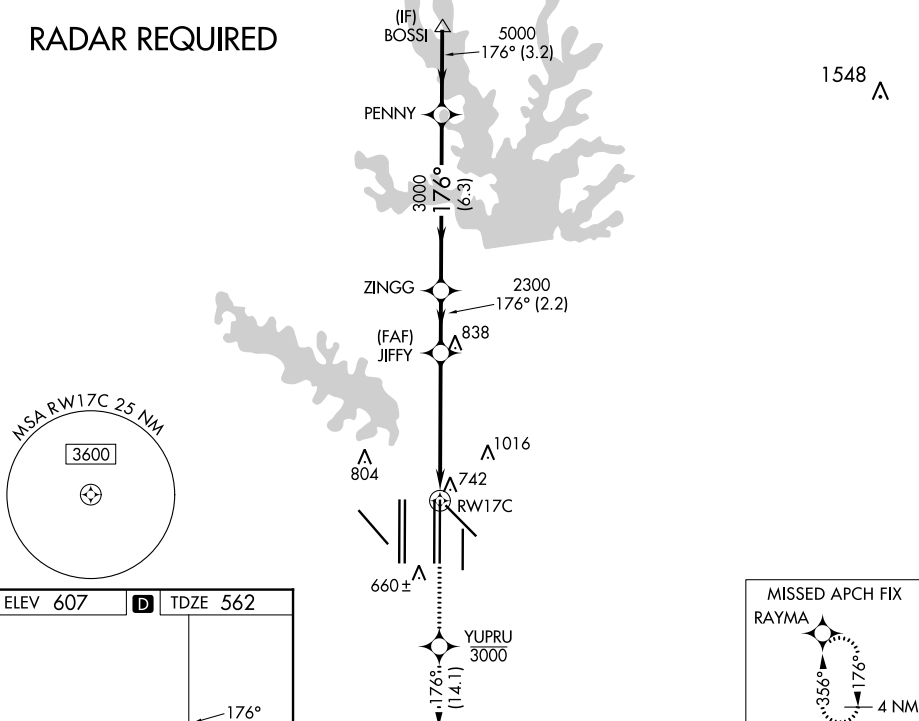 RADAR REQUIRED
(IF)
BOSSI
5000
176° (3.2)
1548
PENNY
3000
176°
(6.3)
ZINGG
2300
176° (2.2)
(FAF)
JIFFY
838
MSA RW17C 25 NM
3600
1016
804
742
RW17C
660±
ELEV 607
D
TDZE 562
176°
YUPRU
3000
176°
(14.1)
MISSED APCH FIX
RAYMA
356°
176°
4 NM